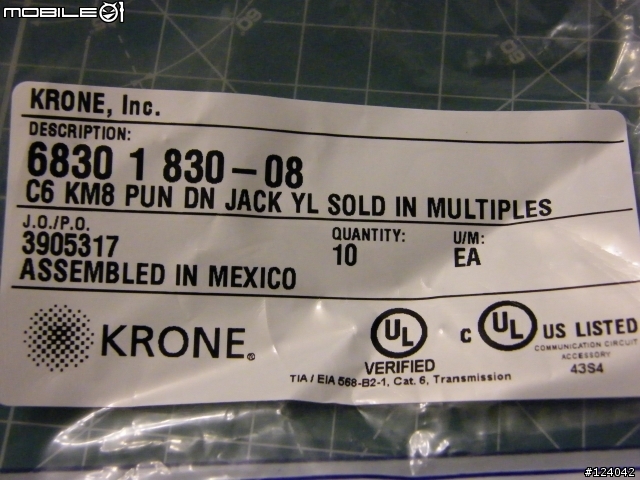 MOBILE01
KRONE, Inc.
DESCRIPTION:
6830 1 830-08
C6 KM8 PUN DN JACK YL SOLD IN MULTIPLES
J.O./P.O. QUANTITY: U/M:
3905317 10 EA
ASSEMBLED IN MEXICO
KRONE®
UL
VERIFIED
TIA / EIA 568-B2-1, Cat. 6, Transmission
C UL US LISTED
COMMUNICATION CIRCUIT
ACCESSORY
43S4
#124042